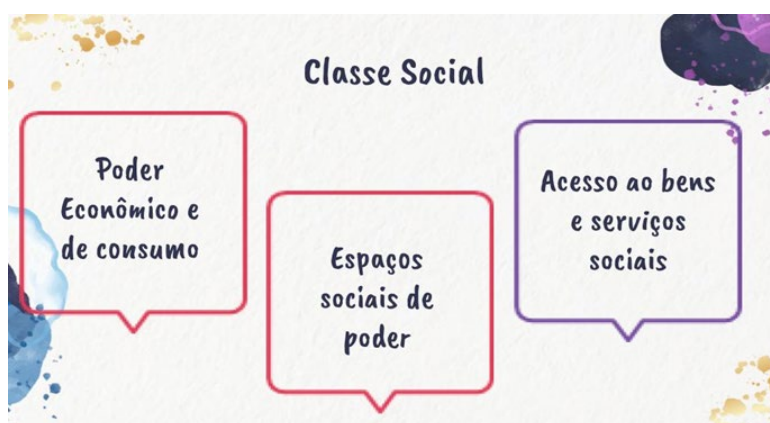 Classe Social
Poder
Econômico e
de consumo
Espaços
sociais de
poder
Acesso ao bens
e serviços
sociais